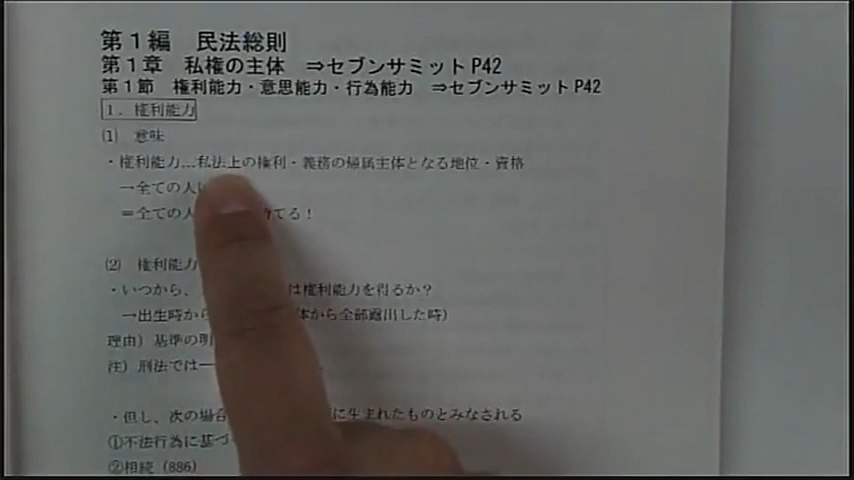 第１編　民法総則
第１章　私権の主体　⇒セブンサミットP42
第１節　権利能力・意思能力・行為能力　⇒セブンサミットP42
１．権利能力
(1)　意味
・権利能力…私法上の権利・義務の帰属主体となる地位・資格
→全ての人に
＝全ての人 持てる！
(2)　権利能力
・いつから、 は権利能力を得るか？
→出生時から 体から全部露出した時）
理由）基準の明
注）刑法では一
・但し、次の場合 に生まれたものとみなされる
①不法行為に基づ
②相続（886）